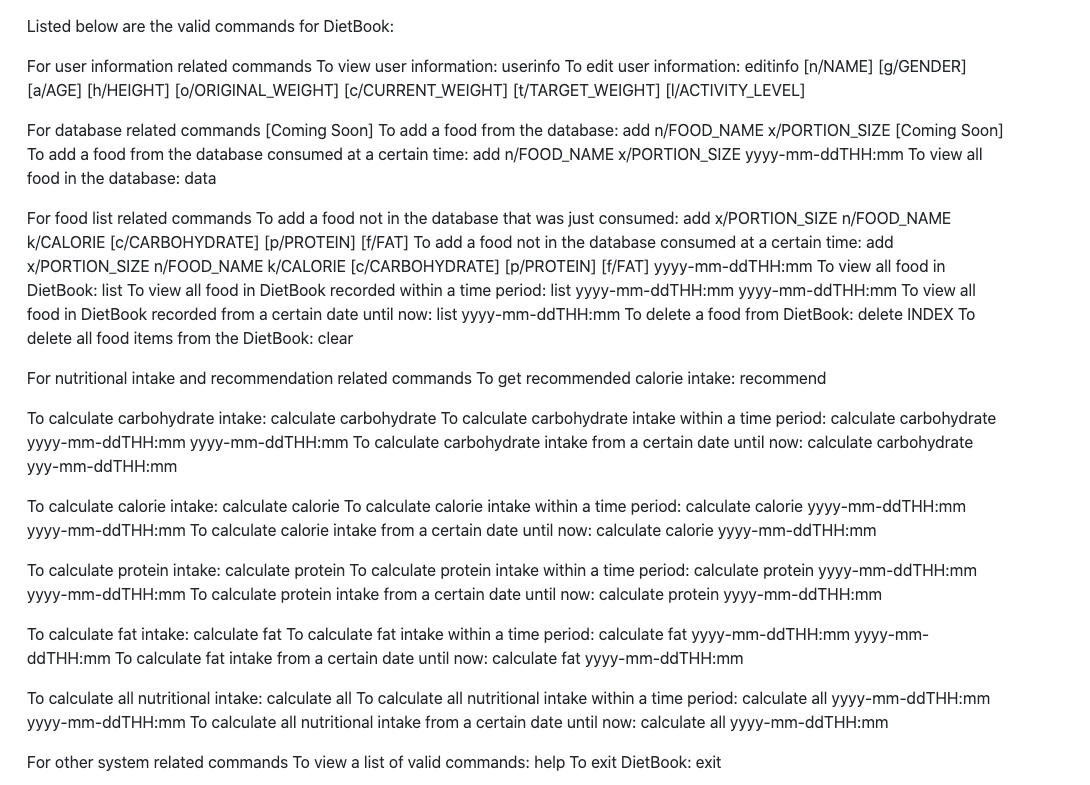 Listed below are the valid commands for DietBook:
For user information related commands To view user information: userinfo To edit user information: editinfo [n/NAME] [g/GENDER]
[a/AGE] [h/HEIGHT] [o/ORIGINAL_WEIGHT] [c/CURRENT_WEIGHT] [t/TARGET_WEIGHT] [l/ACTIVITY_LEVEL]
For database related commands [Coming Soon] To add a food from the database: add n/FOOD_NAME x/PORTION_SIZE [Coming Soon]
To add a food from the database consumed at a certain time: add n/FOOD_NAME x/PORTION_SIZE yyyy-mm-ddTHH:mm To view all
food in the database: data
For food list related commands To add a food not in the database that was just consumed: add x/PORTION_SIZE n/FOOD_NAME
k/CALORIE [c/CARBOHYDRATE] [p/PROTEIN] [f/FAT] To add a food not in the database consumed at a certain time: add
x/PORTION_SIZE n/FOOD_NAME k/CALORIE [c/CARBOHYDRATE] [p/PROTEIN] [f/FAT] yyyy-mm-ddTHH:mm To view all food in
DietBook: list To view all food in DietBook recorded within a time period: list yyyy-mm-ddTHH:mm yyyy-mm-ddTHH:mm To view all
food in DietBook recorded from a certain date until now: list yyyy-mm-ddTHH:mm To delete a food from DietBook: delete INDEX To
delete all food items from the DietBook: clear
For nutritional intake and recommendation related commands To get recommended calorie intake: recommend
To calculate carbohydrate intake: calculate carbohydrate To calculate carbohydrate intake within a time period: calculate carbohydrate
yyyy-mm-ddTHH:mm yyyy-mm-ddTHH:mm To calculate carbohydrate intake from a certain date until now: calculate carbohydrate
yyy-mm-ddTHH:mm
To calculate calorie intake: calculate calorie To calculate calorie intake within a time period: calculate calorie yyyy-mm-ddTHH:mm
yyyy-mm-ddTHH:mm To calculate calorie intake from a certain date until now: calculate calorie yyyy-mm-ddTHH:mm
To calculate protein intake: calculate protein To calculate protein intake within a time period: calculate protein yyyy-mm-ddTHH:mm
yyyy-mm-ddTHH:mm To calculate protein intake from a certain date until now: calculate protein yyyy-mm-ddTHH:mm
To calculate fat intake: calculate fat To calculate fat intake within a time period: calculate fat yyyy-mm-ddTHH:mm yyyy-mm-
ddTHH:mm To calculate fat intake from a certain date until now: calculate fat yyyy-mm-ddTHH:mm
To calculate all nutritional intake: calculate all To calculate all nutritional intake within a time period: calculate all yyyy-mm-ddTHH:mm
yyyy-mm-ddTHH:mm To calculate all nutritional intake from a certain date until now: calculate all yyyy-mm-ddTHH:mm
For other system related commands To view a list of valid commands: help To exit DietBook: exit